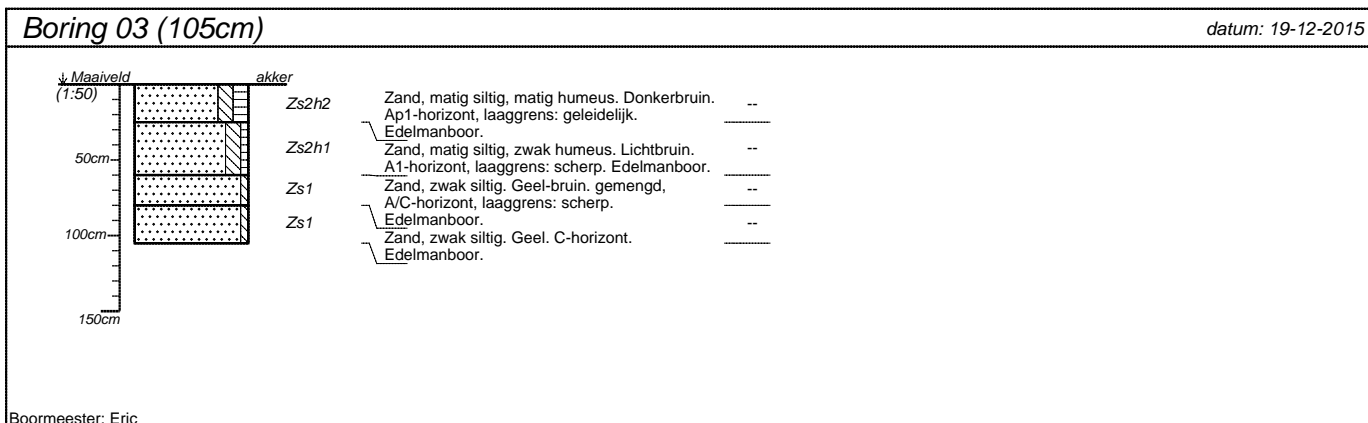 Boring 03 (105cm)
datum: 19-12-2015
Maaiveld
akker
(1:50)
Zs2h2
Zand, matig siltig, matig humeus. Donkerbruin.
Ap1-horizont, laaggrens: geleidelijk.
Edelmanboor.
--
50cm
Zs2h1
Zand, matig siltig, zwak humeus. Lichtbruin.
A1-horizont, laaggrens: scherp. Edelmanboor.
--
Zs1
Zand, zwak siltig. Geel-bruin. gemengd,
A/C-horizont, laaggrens: scherp.
Edelmanboor.
--
100cm
Zs1
Zand, zwak siltig. Geel. C-horizont.
Edelmanboor.
--
150cm
Boormeester: Eric